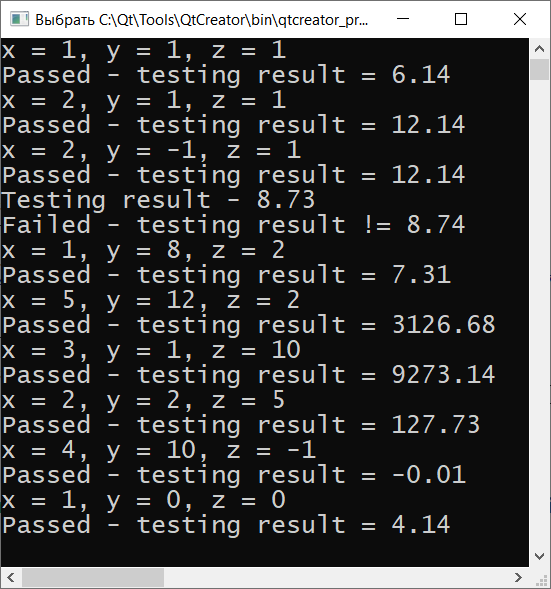 Выбрать C:\Qt\Tools\QtCreator\bin\qtcreator_pr...
x = 1, y = 1, z = 1
Passed - testing result = 6.14
x = 2, y = 1, z = 1
Passed - testing result = 12.14
x = 2, y = -1, z = 1
Passed - testing result = 12.14
Testing result - 8.73
Failed - testing result != 8.74
x = 1, y = 8, z = 2
Passed - testing result = 7.31
x = 5, y = 12, z = 2
Passed - testing result = 3126.68
x = 3, y = 1, z = 10
Passed - testing result = 9273.14
x = 2, y = 2, z = 5
Passed - testing result = 127.73
x = 4, y = 10, z = -1
Passed - testing result = -0.01
x = 1, y = 0, z = 0
Passed - testing result = 4.14